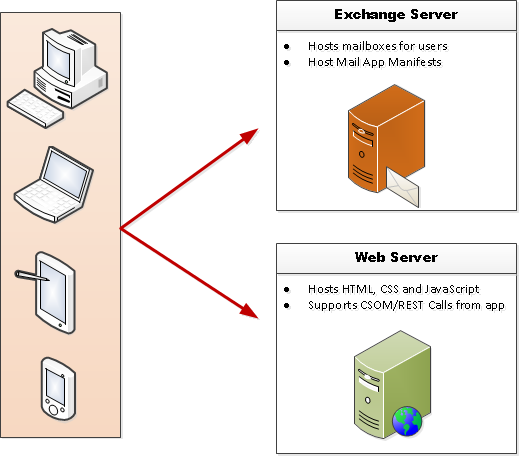 Exchange Server
● Hosts mailboxes for users
● Host Mail App Manifests
Web Server
● Hosts HTML, CSS and JavaScript
● Supports CSOM/REST Calls from app